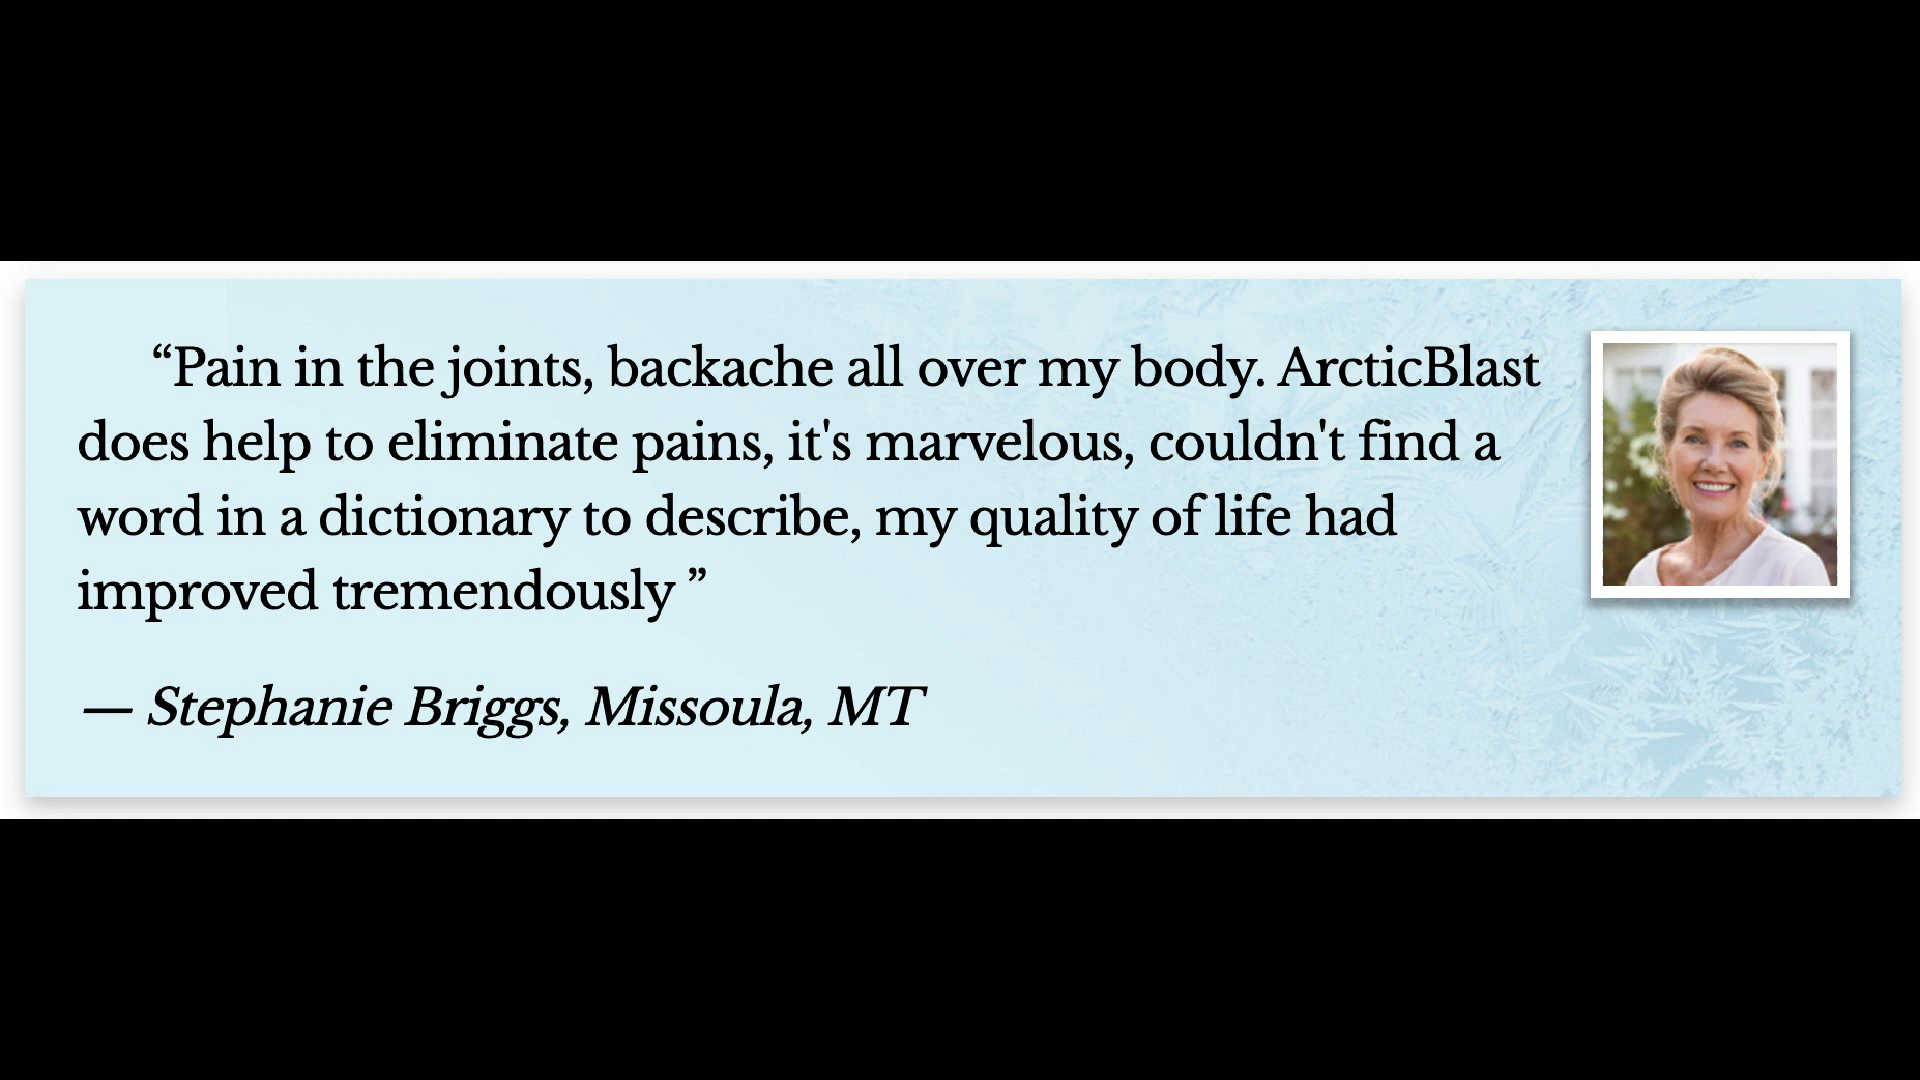 “Pain in the joints, backache all over my body. ArcticBlast
does help to eliminate pains, it's marvelous, couldn't find a
word in a dictionary to describe, my quality of life had
improved tremendously ”
— Stephanie Briggs, Missoula, MT